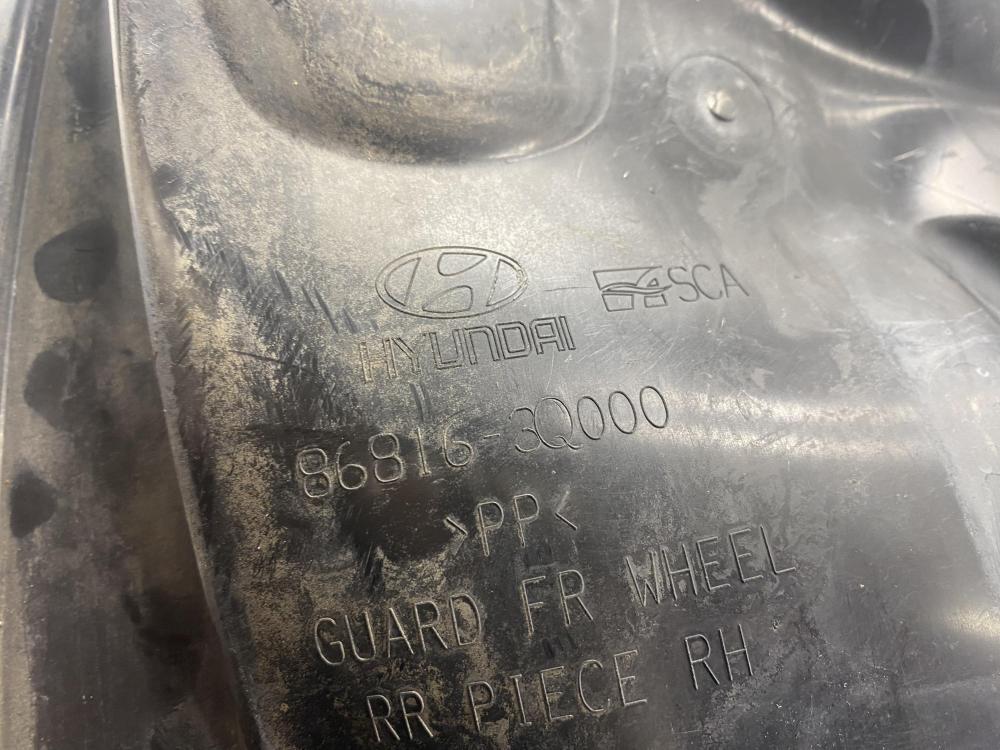 SCA
HYUNDAI
86816-3Q000
>PP<
GUARD FR WHEEL
RR PIECE RH